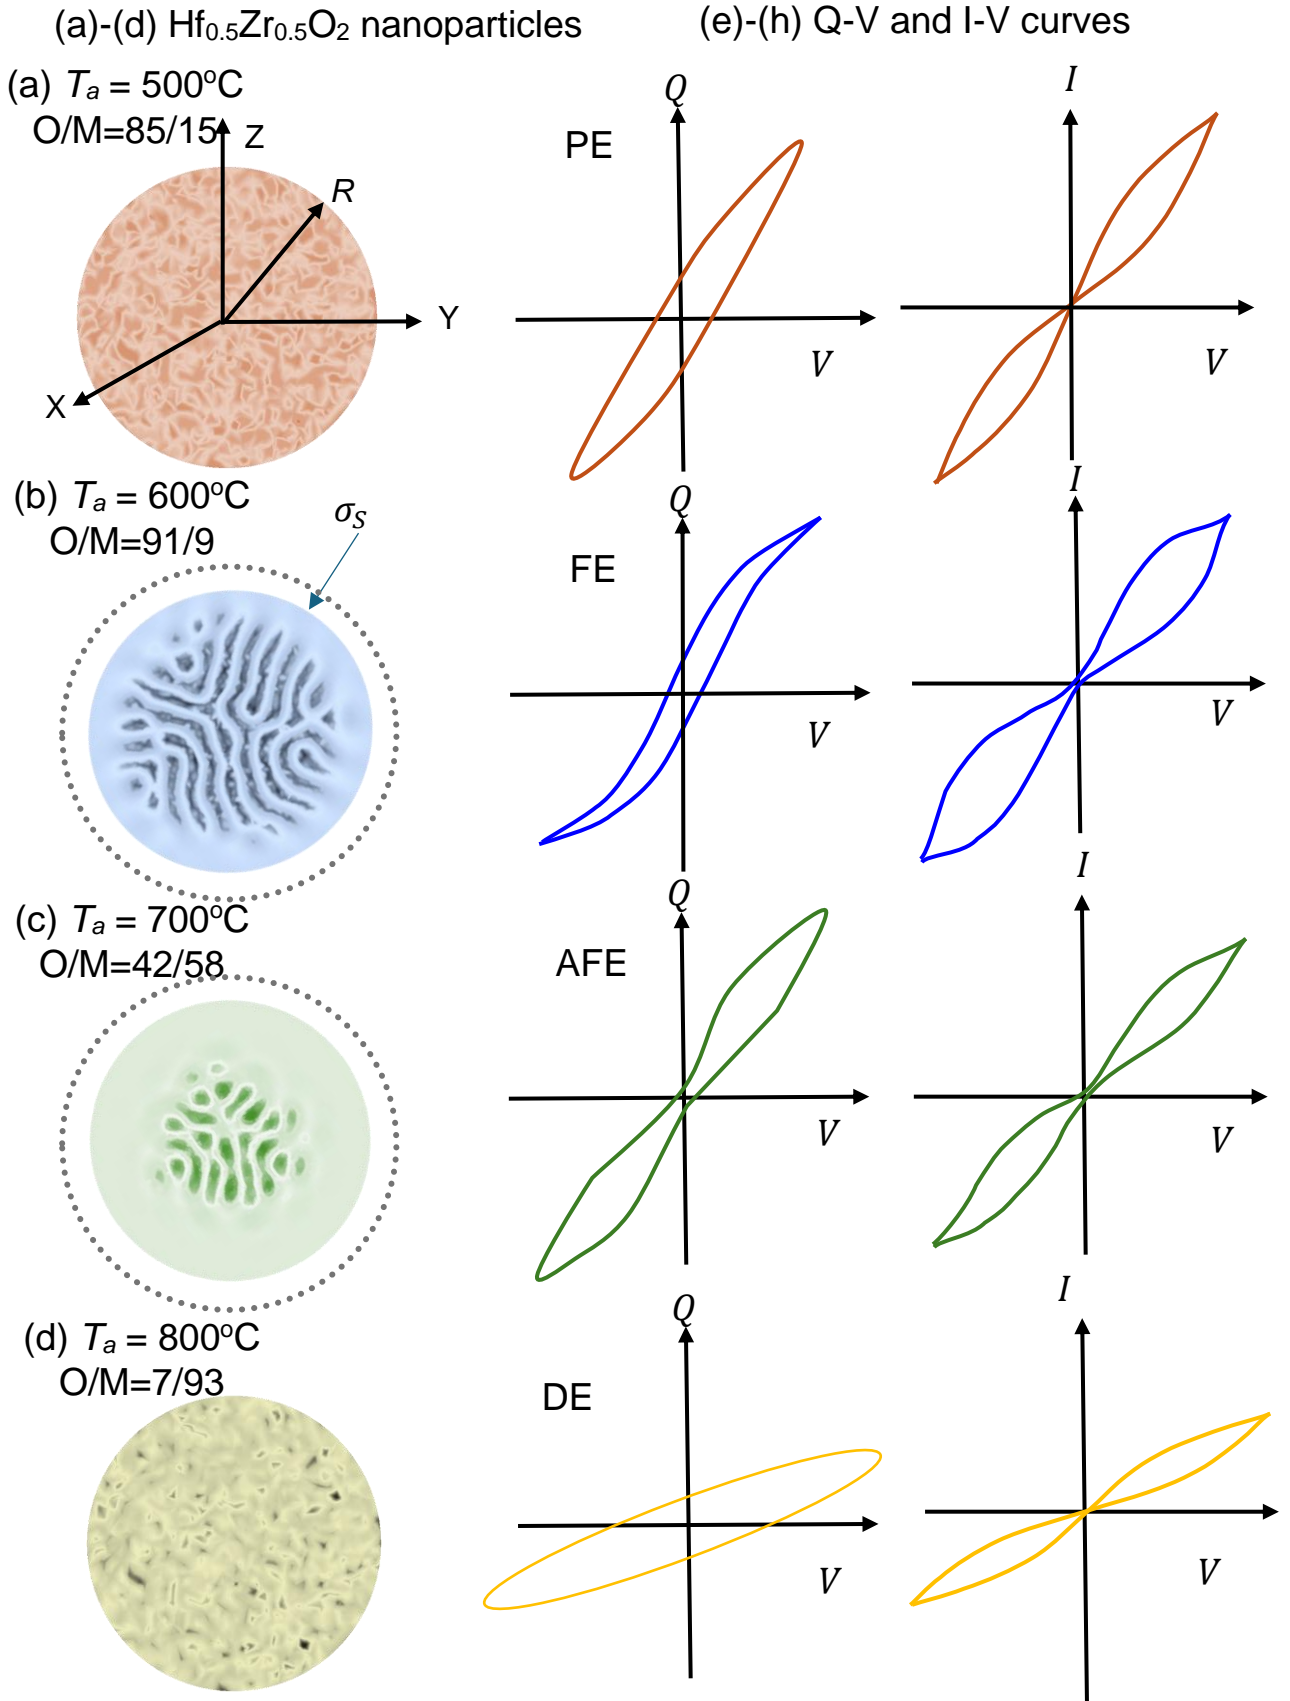 (a)-(d) Hf0.5Zr0.5O2 nanoparticles
(e)-(h) Q-V and I-V curves
(a) Ta = 500oC
O/M=85/15
Z
R
Y
X
PE
Q
V
I
V
(b) Ta = 600oC
O/M=91/9
σS
FE
Q
V
I
V
(c) Ta = 700oC
O/M=42/58
AFE
Q
V
I
V
(d) Ta = 800oC
O/M=7/93
DE
Q
V
I
V